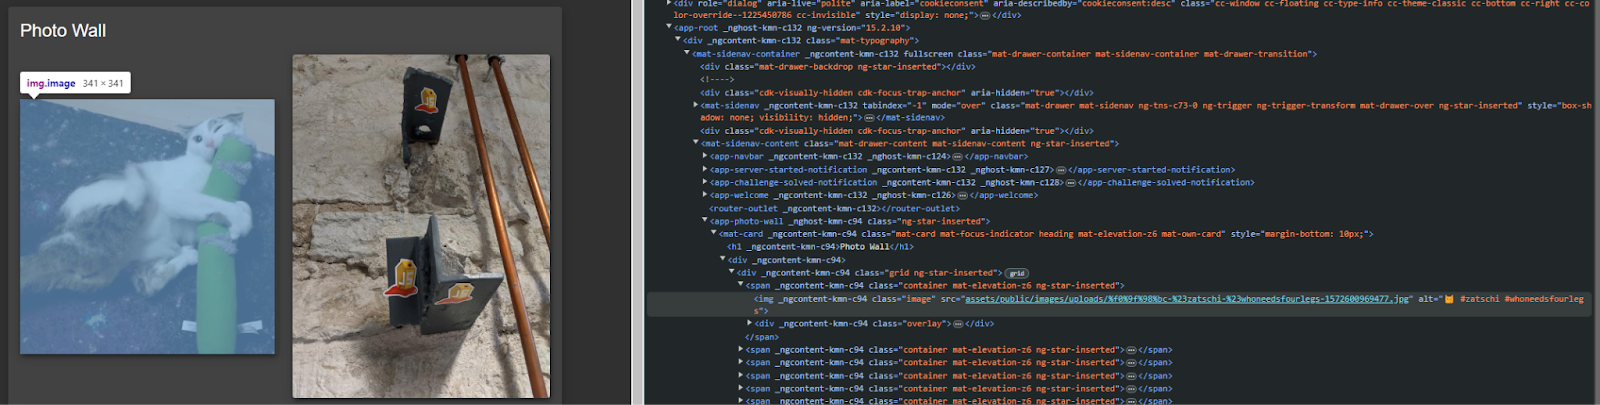 Photo Wall
img.image 341 × 341
JS
JS
JS
<div role="dialog" aria-live="polite" aria-label="cookieconsent" aria-describedby="cookieconsent:desc" class="cc-window cc-floating cc-type-info cc-theme-classic cc-bottom cc-right cc-co
lor-override--1225450786 cc-invisible" style="display: none;">…</div>
<app-root _nghost-kmn-c132 ng-version="15.2.10">
<div _ngcontent-kmn-c132 class="mat-typography">
<mat-sidenav-container _ngcontent-kmn-c132 fullscreen class="mat-drawer-container mat-sidenav-container mat-drawer-transition">
<div class="mat-drawer-backdrop ng-star-inserted"></div>
<!---->
<div class="cdk-visually-hidden cdk-focus-trap-anchor" aria-hidden="true"></div>
<mat-sidenav _ngcontent-kmn-c132 tabindex="-1" mode="over" class="mat-drawer mat-sidenav ng-tns-c73-0 ng-trigger ng-trigger-transform mat-drawer-over ng-star-inserted" style="box-sh
adow: none; visibility: hidden;">…</mat-sidenav>
<div class="cdk-visually-hidden cdk-focus-trap-anchor" aria-hidden="true"></div>
<mat-sidenav-content class="mat-drawer-content mat-sidenav-content ng-star-inserted">
<app-navbar _ngcontent-kmn-c132 _nghost-kmn-c124>…</app-navbar>
<app-server-started-notification _ngcontent-kmn-c132 _nghost-kmn-c127>…</app-server-started-notification>
<app-challenge-solved-notification _ngcontent-kmn-c132 _nghost-kmn-c128>…</app-challenge-solved-notification>
<app-welcome _ngcontent-kmn-c132 _nghost-kmn-c126>…</app-welcome>
<router-outlet _ngcontent-kmn-c132></router-outlet>
<app-photo-wall _nghost-kmn-c94 class="ng-star-inserted">
<mat-card _ngcontent-kmn-c94 class="mat-card mat-focus-indicator heading mat-elevation-z6 mat-own-card" style="margin-bottom: 10px;">
<h1 _ngcontent-kmn-c94>Photo Wall</h1>
<div _ngcontent-kmn-c94>
<div _ngcontent-kmn-c94 class="grid ng-star-inserted"> grid
<span _ngcontent-kmn-c94 class="container mat-elevation-z6 ng-star-inserted">
<img _ngcontent-kmn-c94 class="image" src="assets/public/images/uploads/%f0%9f%98%bc-%23zatschi-%23whoneedsfourlegs-1572600969477.jpg" alt="😼 #zatschi #whoneedsfourleg
s">
<div _ngcontent-kmn-c94 class="overlay">…</div>
</span>
<span _ngcontent-kmn-c94 class="container mat-elevation-z6 ng-star-inserted">…</span>
<span _ngcontent-kmn-c94 class="container mat-elevation-z6 ng-star-inserted">…</span>
<span _ngcontent-kmn-c94 class="container mat-elevation-z6 ng-star-inserted">…</span>
<span _ngcontent-kmn-c94 class="container mat-elevation-z6 ng-star-inserted">…</span>
<span _ngcontent-kmn-c94 class="container mat-elevation-z6 ng-star-inserted">…</span>